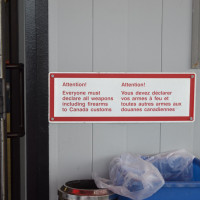 Attention!
Everyone must
declare all weapons
including firearms
to Canada customs
Attention!
Vous devez déclarer
vos armes à feu et
toutes autres armes aux
douanes canadiennes